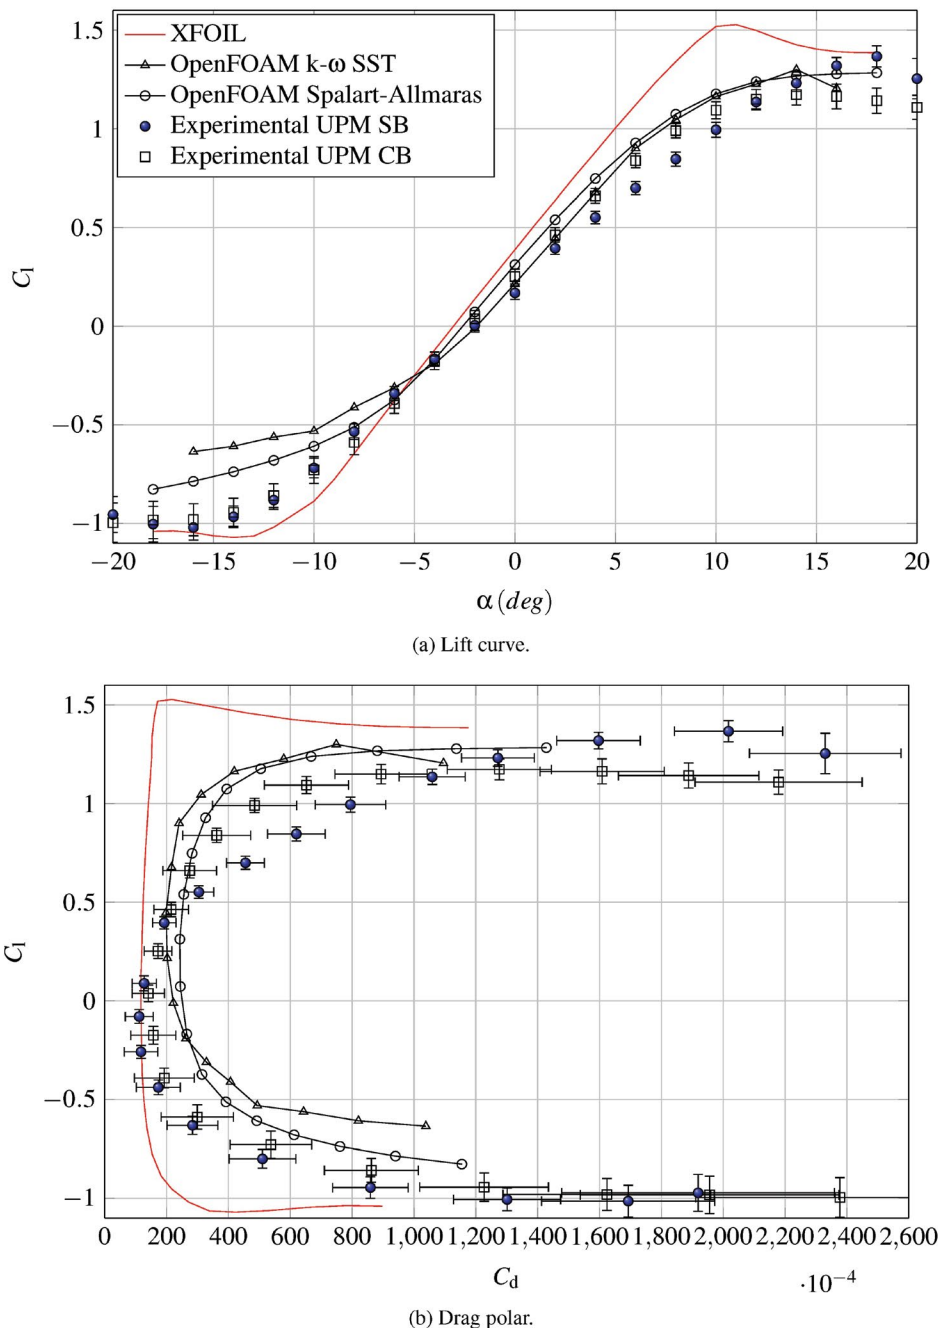 1.5
1
0.5
0
−0.5
−1
C_l
XFOIL
OpenFOAM k-ω SST
OpenFOAM Spalart-Allmaras
Experimental UPM SB
Experimental UPM CB
−20 −15 −10 −5 0 5 10 15 20
α (deg)
(a) Lift curve.
1.5
1
0.5
0
−0.5
−1
C_l
0 200 400 600 800 1,000 1,200 1,400 1,600 1,800 2,000 2,200 2,400 2,600
C_d
·10⁻⁴
(b) Drag polar.